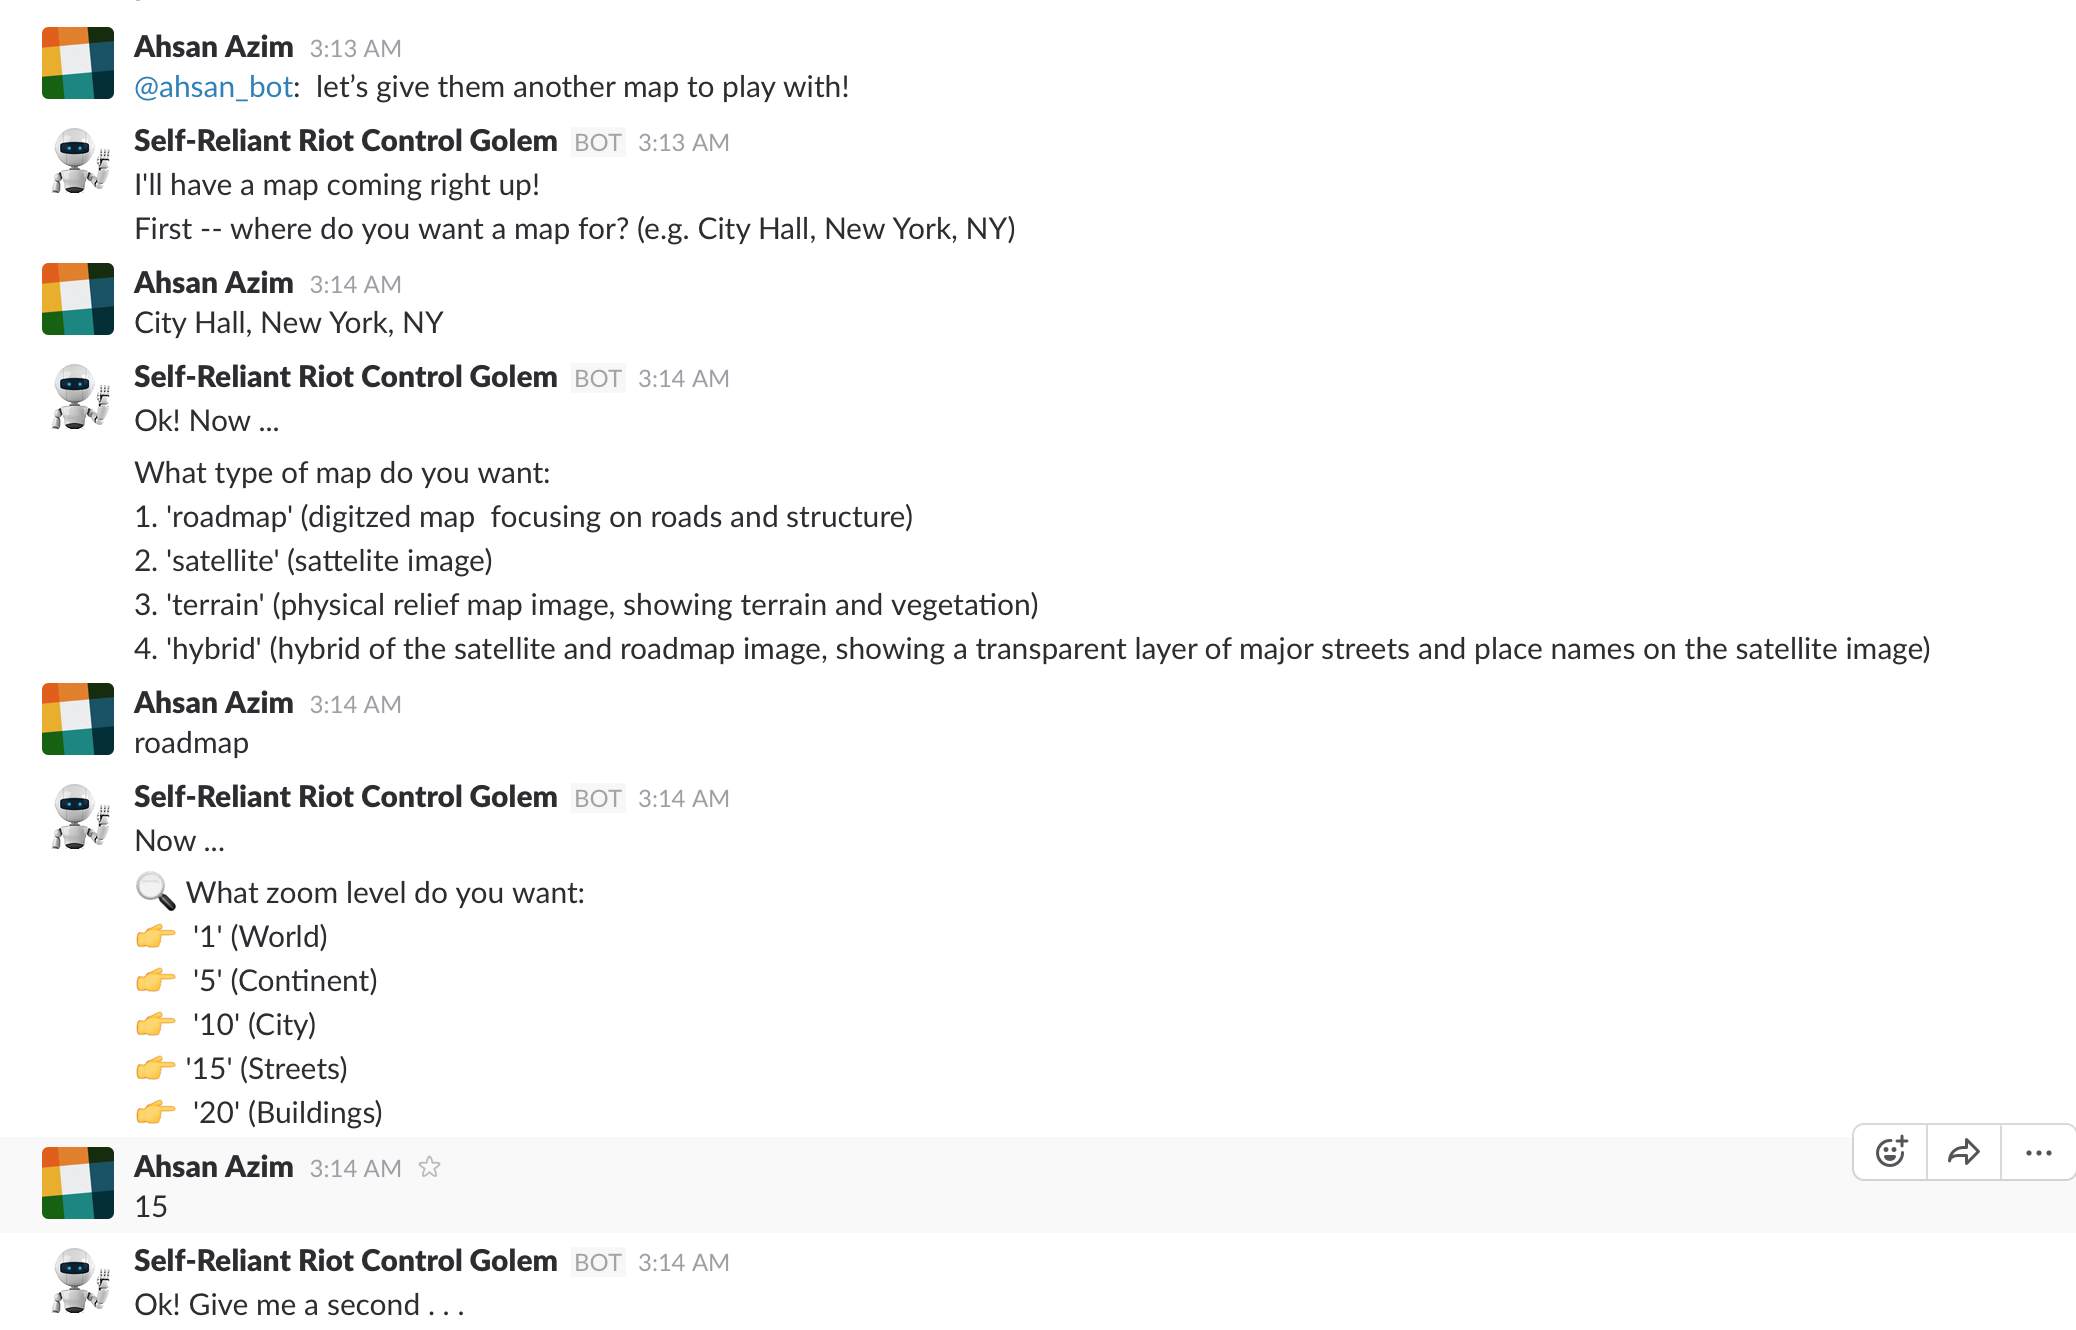 Ahsan Azim 3:13 AM
@ahsan_bot: let’s give them another map to play with!
Self-Reliant Riot Control Golem BOT 3:13 AM
I'll have a map coming right up!
First -- where do you want a map for? (e.g. City Hall, New York, NY)
Ahsan Azim 3:14 AM
City Hall, New York, NY
Self-Reliant Riot Control Golem BOT 3:14 AM
Ok! Now ...
What type of map do you want:
1. 'roadmap' (digitzed map  focusing on roads and structure)
2. 'satellite' (sattelite image)
3. 'terrain' (physical relief map image, showing terrain and vegetation)
4. 'hybrid' (hybrid of the satellite and roadmap image, showing a transparent layer of major streets and place names on the satellite image)
Ahsan Azim 3:14 AM
roadmap
Self-Reliant Riot Control Golem BOT 3:14 AM
Now ...
What zoom level do you want:
'1' (World)
'5' (Continent)
'10' (City)
'15' (Streets)
'20' (Buildings)
Ahsan Azim 3:14 AM
15
Self-Reliant Riot Control Golem BOT 3:14 AM
Ok! Give me a second . . .